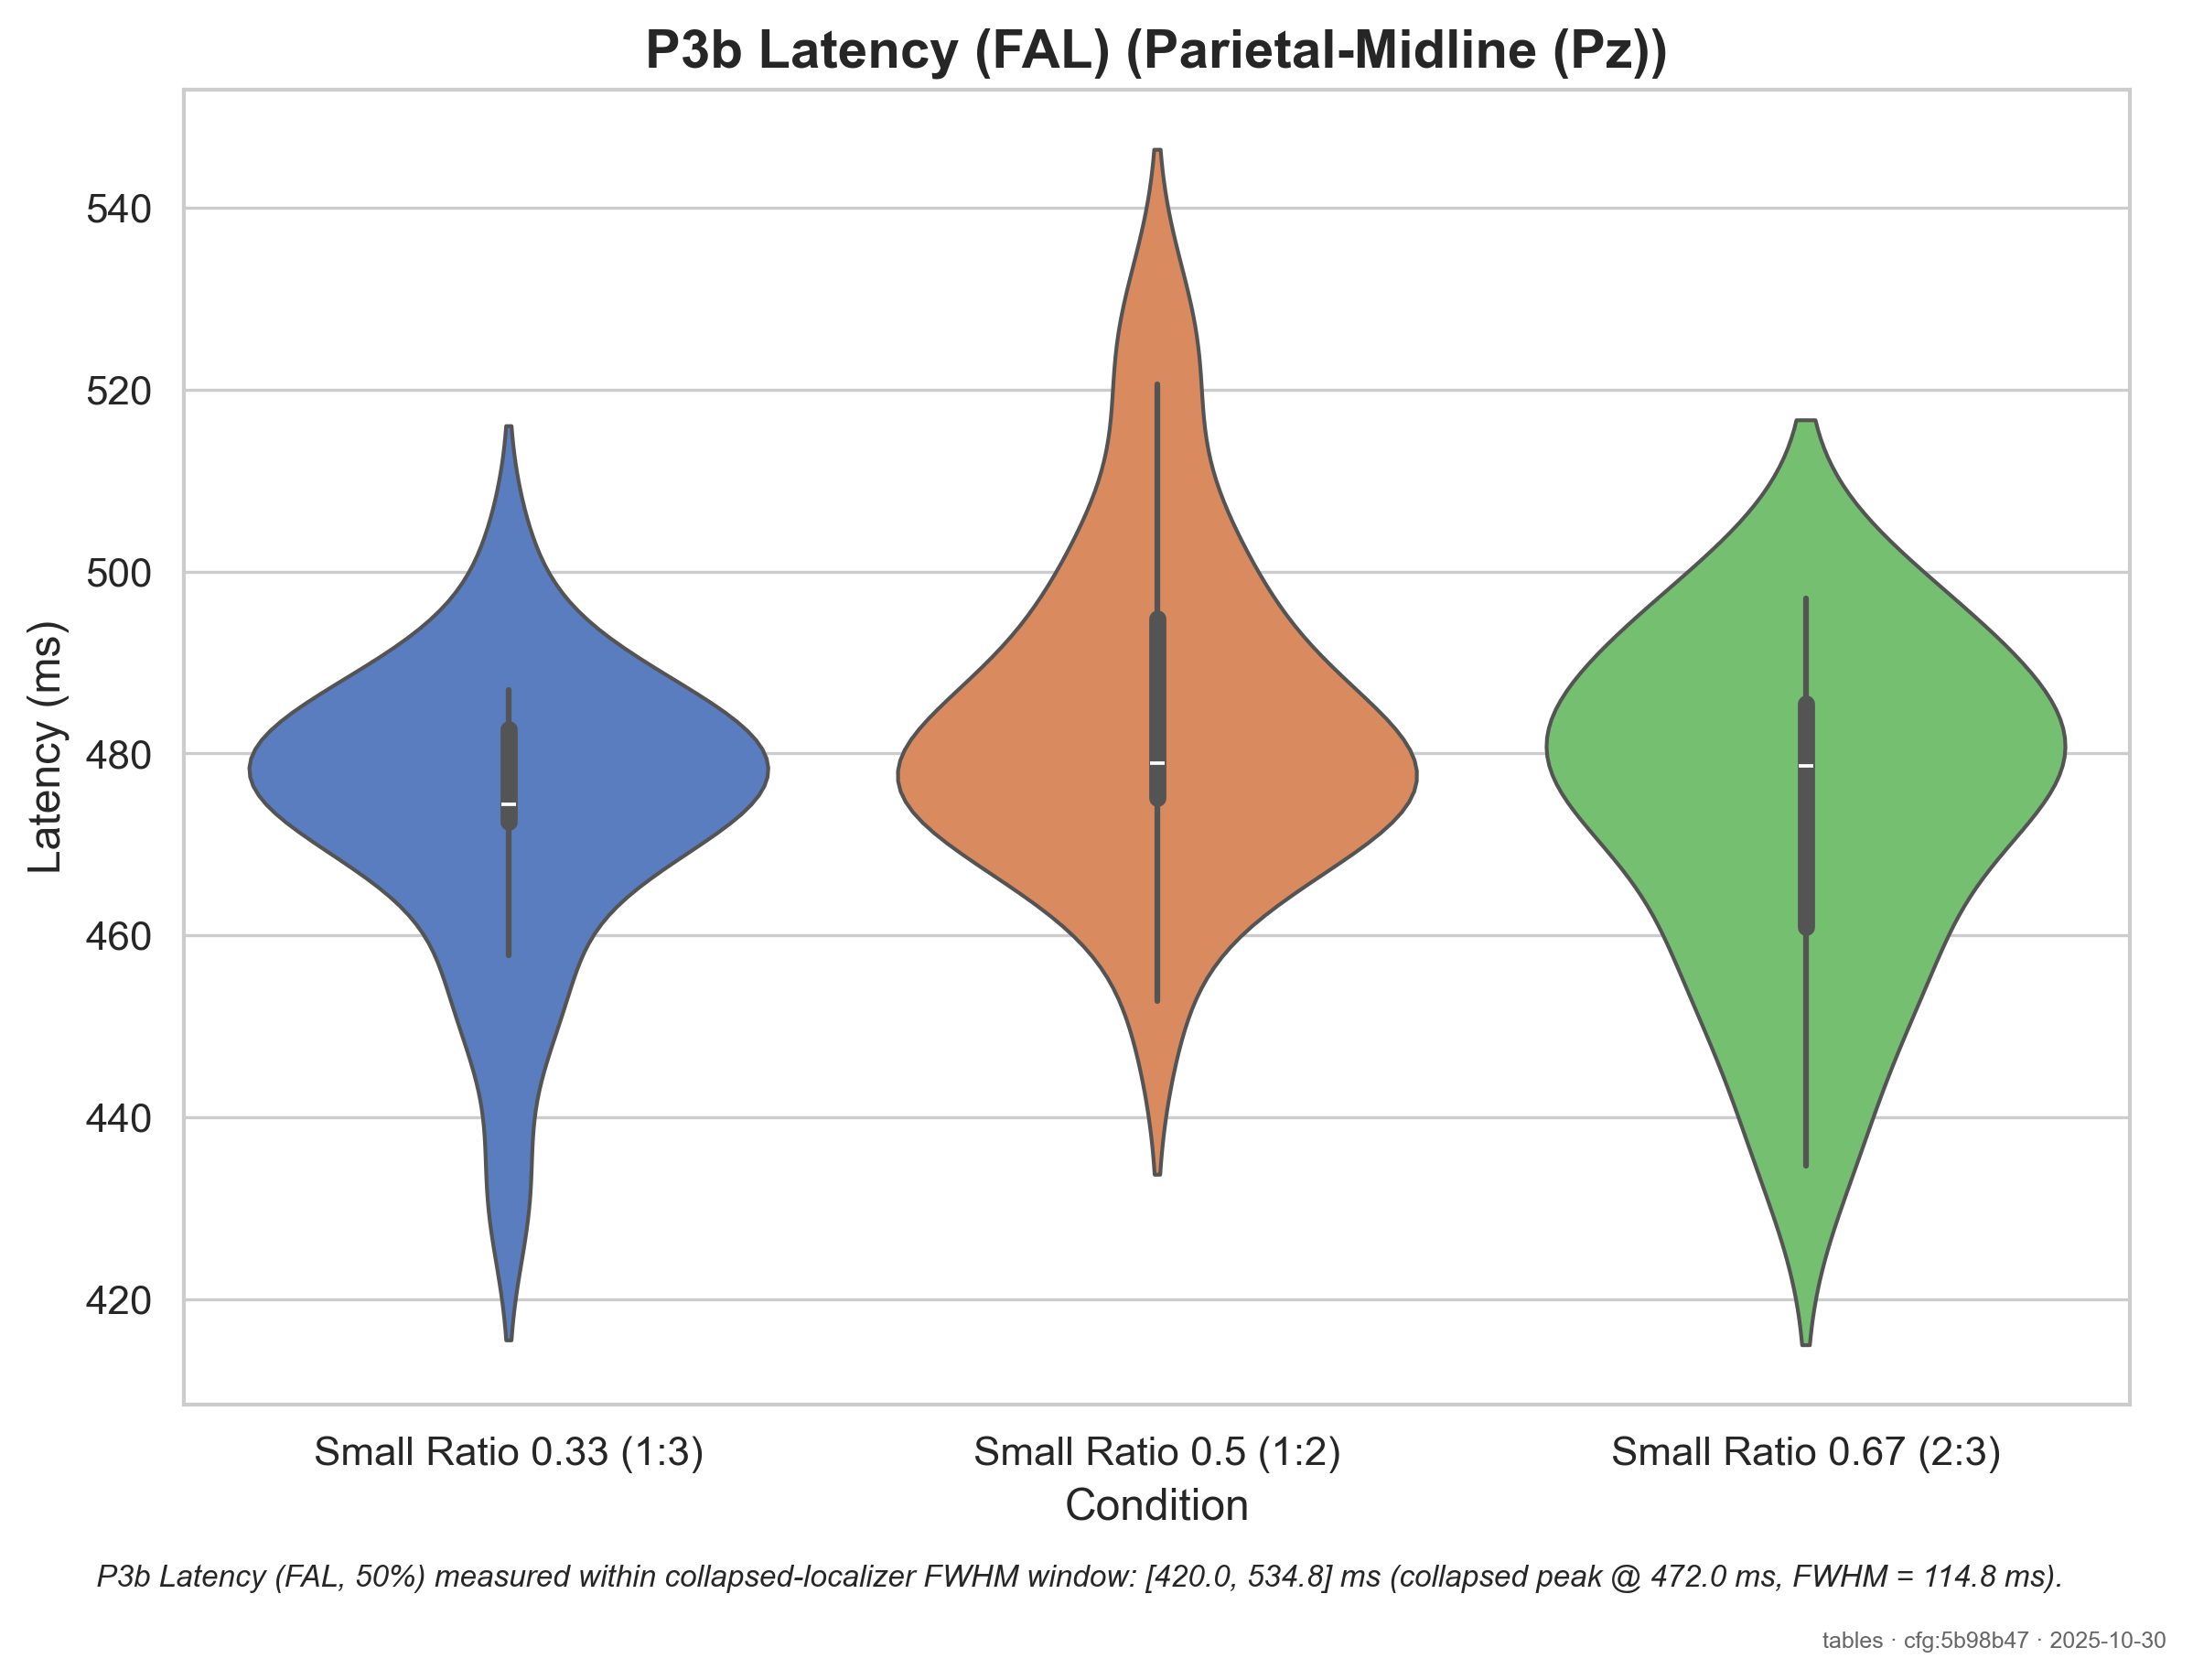 P3b Latency (FAL) (Parietal-Midline (Pz))
Latency (ms)
540
520
500
480
460
440
420
Small Ratio 0.33 (1:3)
Small Ratio 0.5 (1:2)
Small Ratio 0.67 (2:3)
Condition
P3b Latency (FAL, 50%) measured within collapsed-localizer FWHM window: [420.0, 534.8] ms (collapsed peak @ 472.0 ms, FWHM = 114.8 ms).
tables · cfg:5b98b47 · 2025-10-30